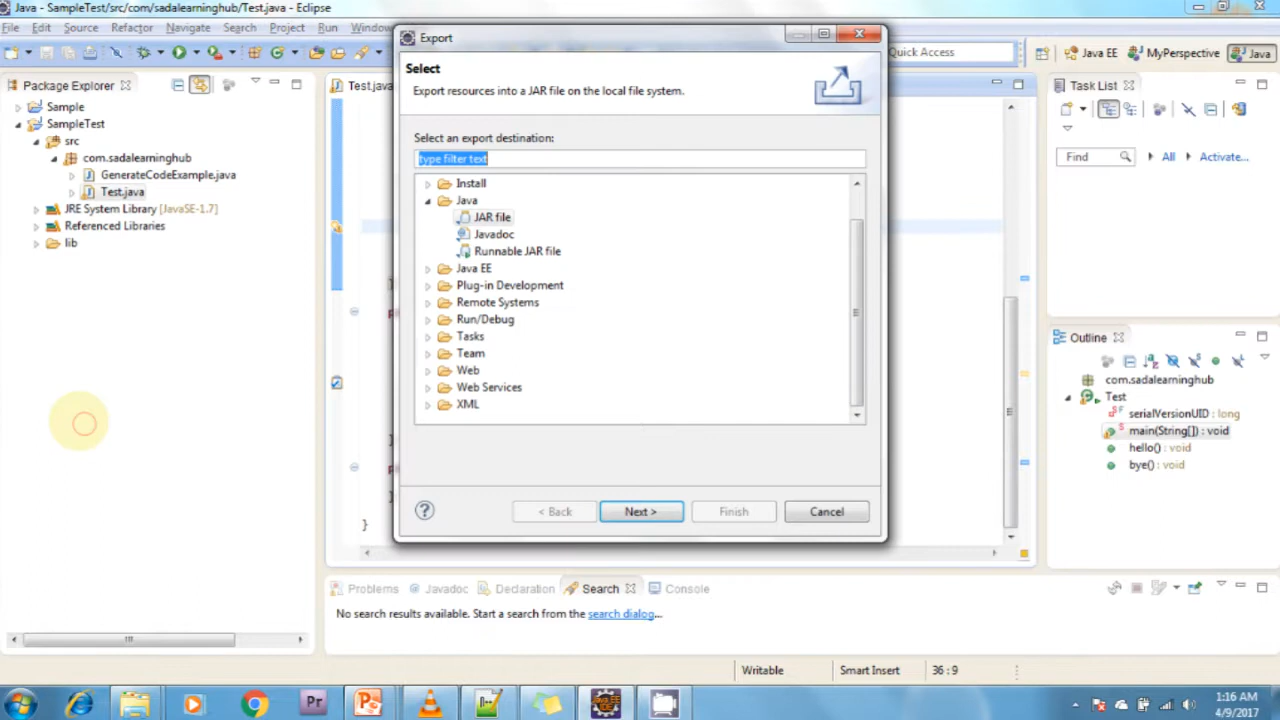 Java - SampleTest/src/com/sadalearninghub/Test.java - Eclipse
File Edit Source Refactor Navigate Search Project Run Window
Quick Access
Java EE
MyPerspective
Java
Package Explorer
Sample
SampleTest
src
com.sadalearninghub
GenerateCodeExample.java
Test.java
JRE System Library [JavaSE-1.7]
Referenced Libraries
lib
Test.java
Export
Select
Export resources into a JAR file on the local file system.
Select an export destination:
type filter text
Install
Java
JAR file
Javadoc
Runnable JAR file
Java EE
Plug-in Development
Remote Systems
Run/Debug
Tasks
Team
Web
Web Services
XML
?
< Back
Next >
Finish
Cancel
}
Task List
Find
All
Activate...
Outline
com.sadalearninghub
Test
serialVersionUID : long
main(String[]) : void
hello() : void
bye() : void
Problems
Javadoc
Declaration
Search
Console
No search results available. Start a search from the search dialog...
Writable
Smart Insert
36 : 9
Pr
1:16 AM
4/9/2017